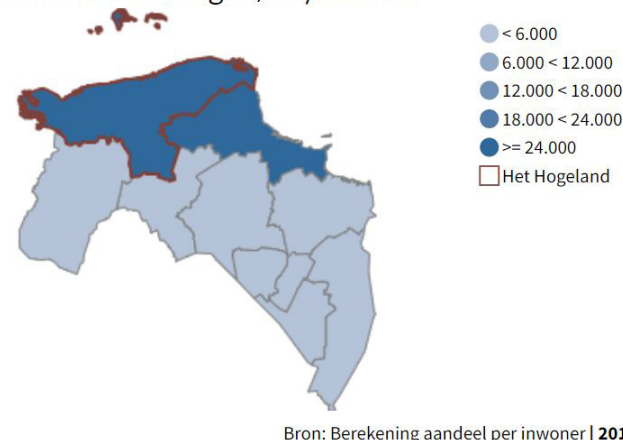 < 6.000
6.000 < 12.000
12.000 < 18.000
18.000 < 24.000
>= 24.000
Het Hogeland
Bron: Berekening aandeel per inwoner | 201